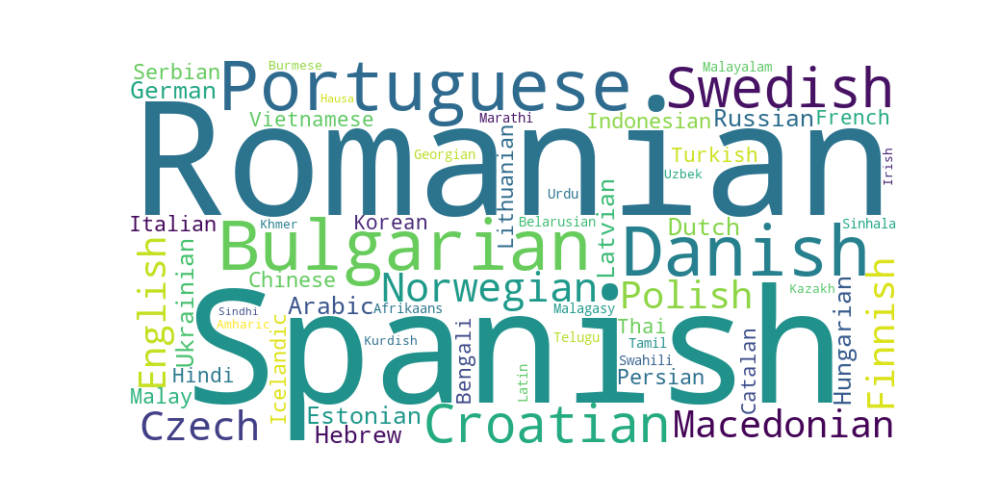 Burmese
Malayalam
Serbian
Portuguese
Swedish
German
Hausa
Romanian
Vietnamese
Marathi
Indonesian
Russian
French
Georgian
Lithuanian
Turkish
Irish
Uzbek
Urdu
Latvian
Italian
Khmer
Korean
Belarusian
Dutch
Sinhala
Bulgarian
Danish
English
Ukrainian
Chinese
Norwegian
Polish
Kazakh
Finnish
Hungarian
Spanish
Arabic
Afrikaans
Malagasy
Sindhi
Amharic
Icelandic
Kurdish
Bengali
Telugu
Thai
Tamil
Catalan
Swahili
Hindi
Latin
Persian
Malay
Czech
Estonian
Hebrew
Croatian
Macedonian